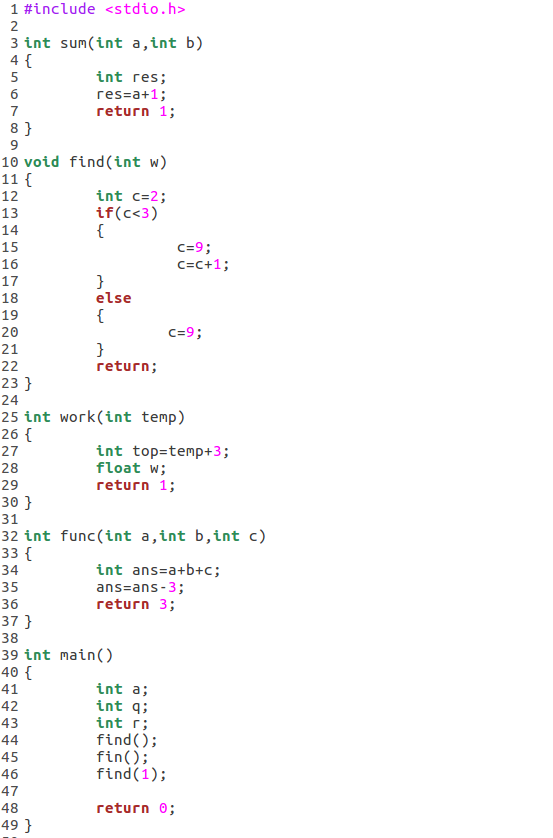 1 #include <stdio.h>
2
3 int sum(int a,int b)
4 {
5         int res;
6         res=a+1;
7         return 1;
8 }
9
10 void find(int w)
11 {
12         int c=2;
13         if(c<3)
14         {
15                  c=9;
16                  c=c+1;
17         }
18         else
19         {
20                 c=9;
21         }
22         return;
23 }
24
25 int work(int temp)
26 {
27         int top=temp+3;
28         float w;
29         return 1;
30 }
31
32 int func(int a,int b,int c)
33 {
34         int ans=a+b+c;
35         ans=ans-3;
36         return 3;
37 }
38
39 int main()
40 {
41         int a;
42         int q;
43         int r;
44         find();
45         fin();
46         find(1);
47
48         return 0;
49 }